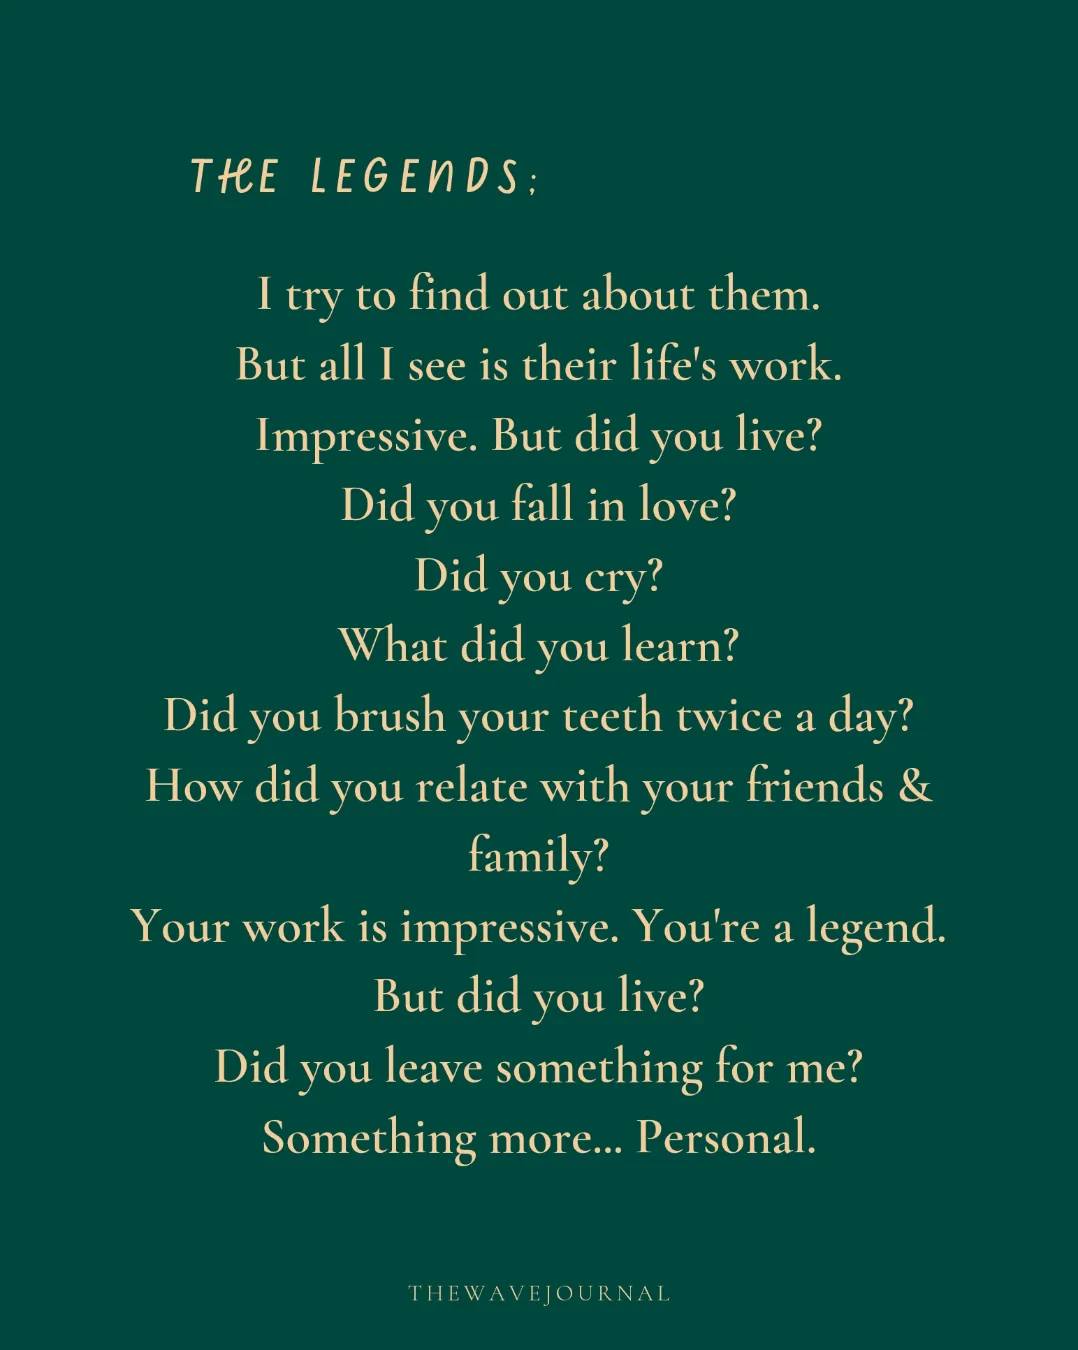 THE LEGENDS;
I try to find out about them.
But all I see is their life's work.
Impressive. But did you live?
Did you fall in love?
Did you cry?
What did you learn?
Did you brush your teeth twice a day?
How did you relate with your friends &
family?
Your work is impressive. You're a legend.
But did you live?
Did you leave something for me?
Something more... Personal.
THEWAVEJOURNAL